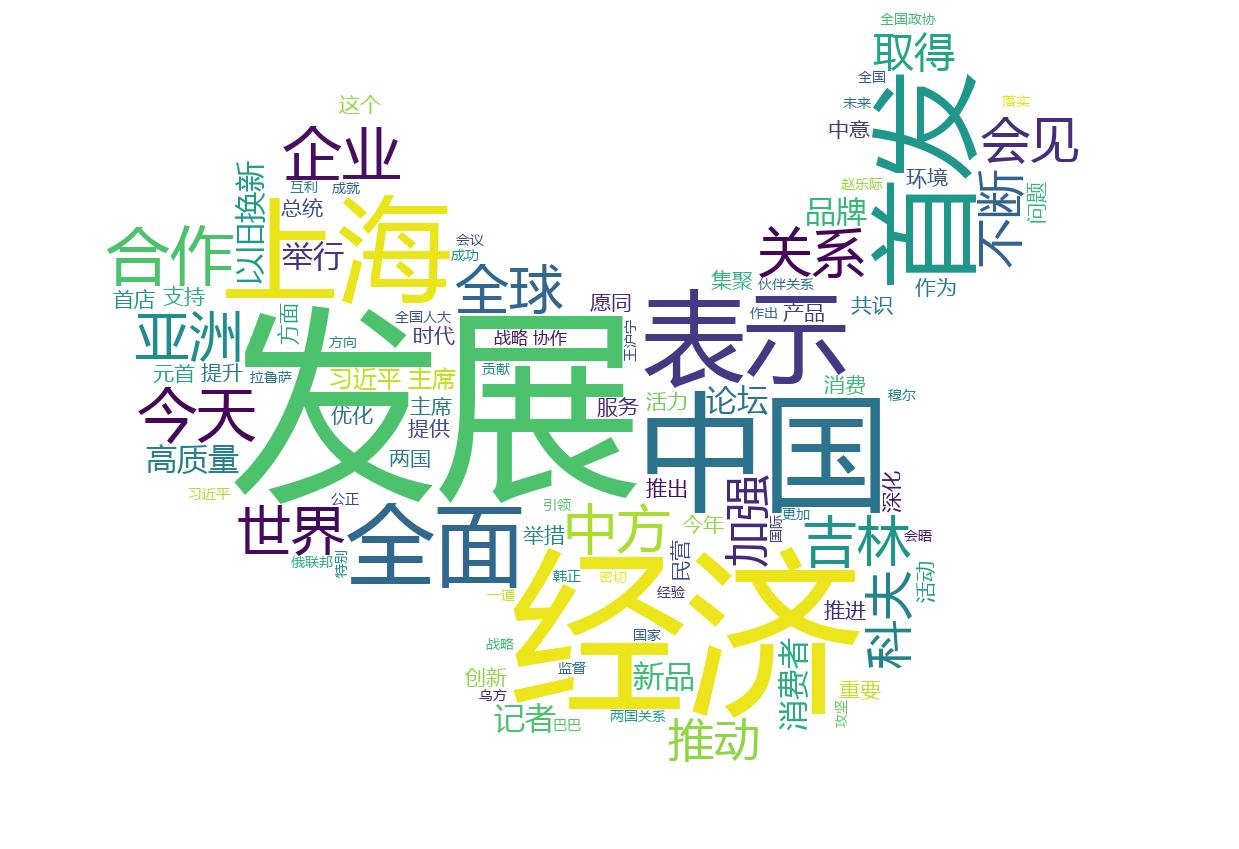 全国政协
取得
全国
首发
未来
落实
这个
中意
会见
企业
赵乐际
环境
不断
问题
互利
成就
以旧换新
上海
总统
品牌
合作
举行
会议
成功
关系
全球
集聚
伙伴关系
作为
首店
支持
愿同
表示
作出
产品
共识
方面
全国人大
亚洲
时代
战略 协作
王沪宁
方向
发展
元首
提升
拉鲁萨
习近平 主席
贡献
消费
穆尔
今天
优化
主席
服务
活力
论坛
提供
中国
高质量
两国
习近平
公正
推出
加强
深化
世界
全面
引领
举措
中方
今年
国际
更加
吉林
会晤
俄联邦
特别
韩正
密切
民营
经验
科夫
活动
一道
经济
推进
战略
国家
创新
监督
新品
消费者
重要
乌方
记者
巴巴
两国关系
攻坚
推动